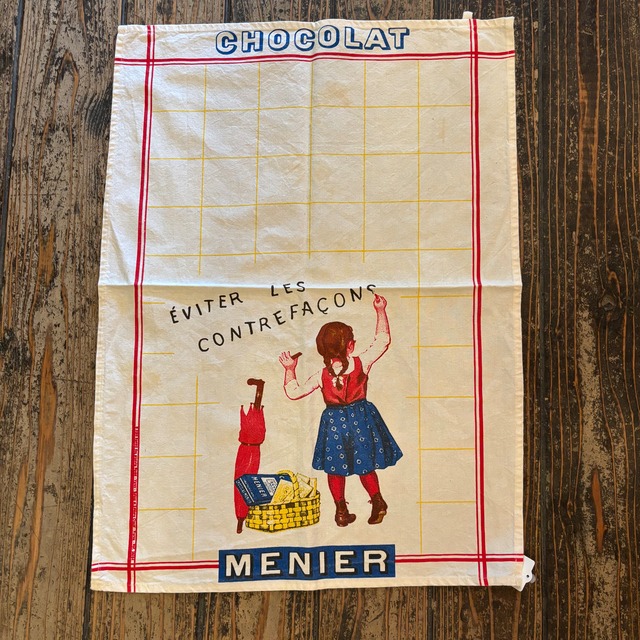 CHOCOLAT
ÉVITER LES
CONTREFAÇONS
MENIER
MENIER